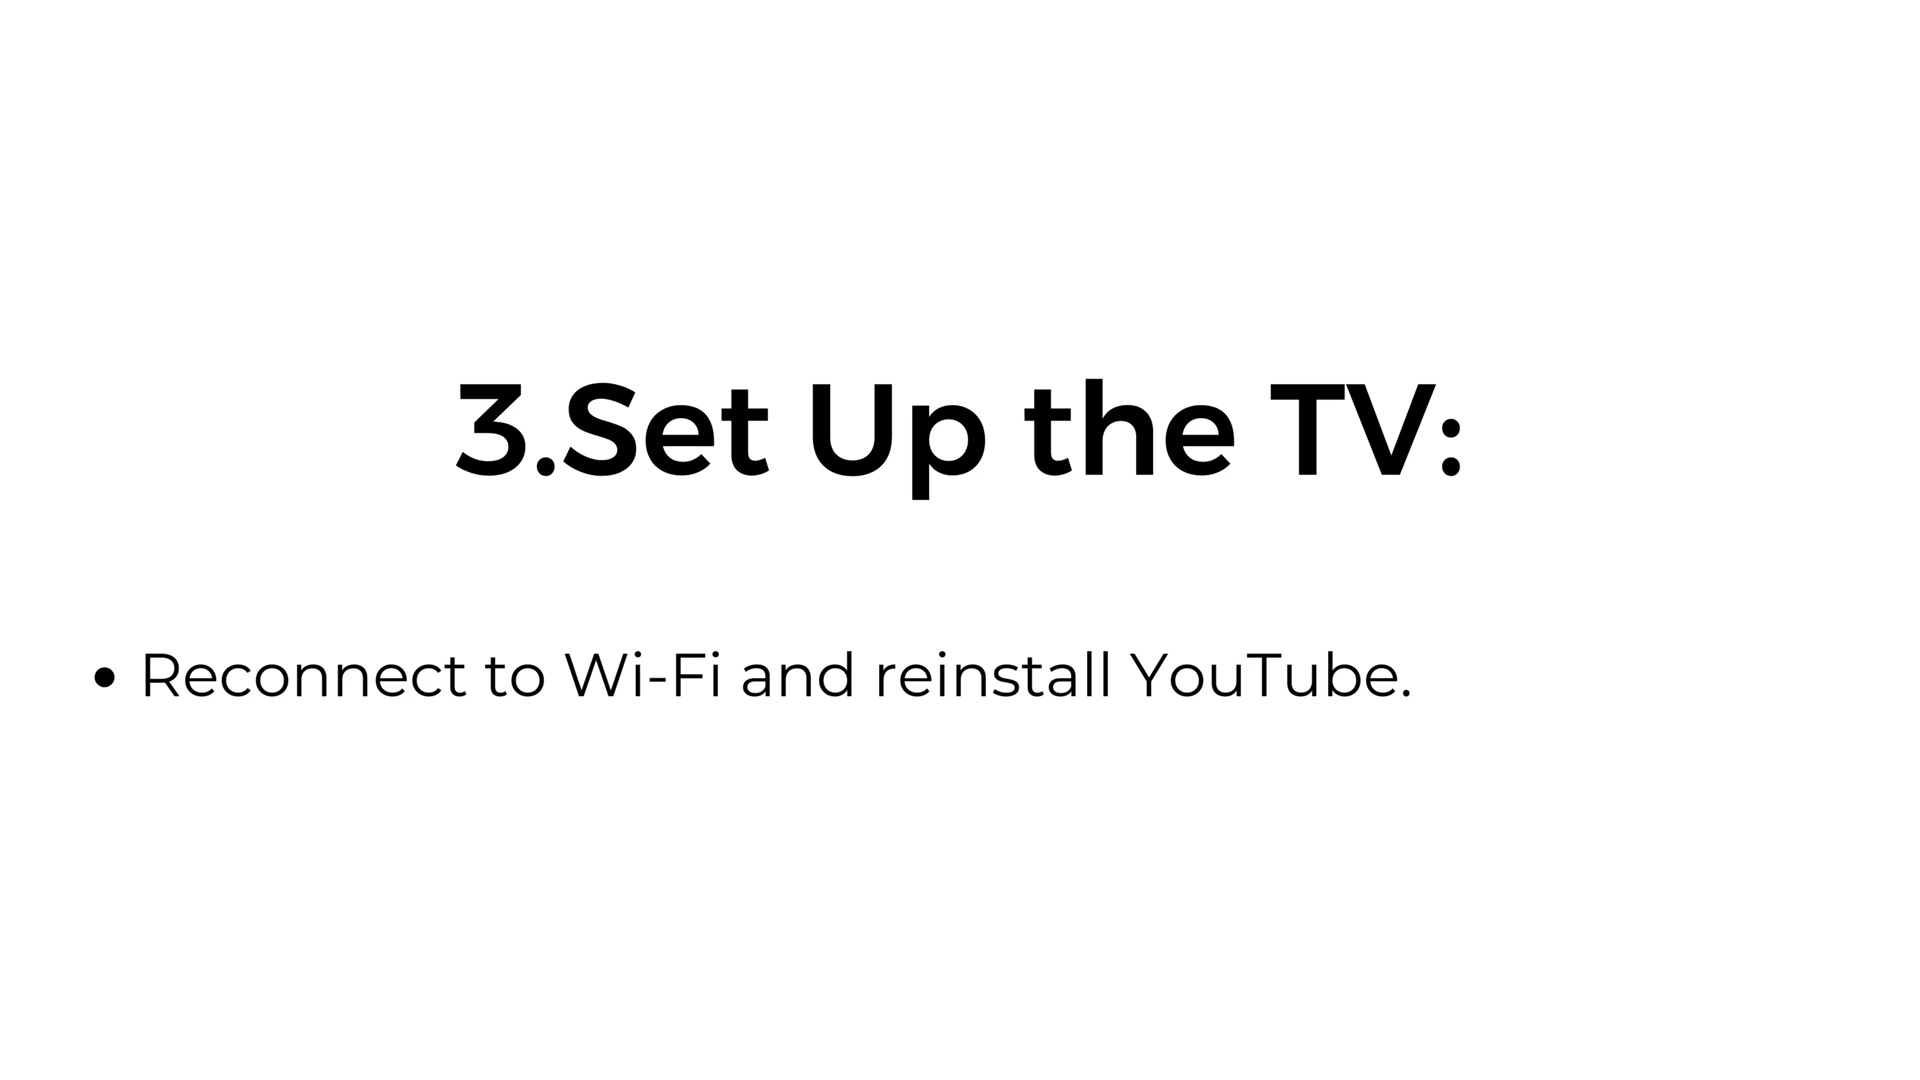 3.Set Up the TV:
• Reconnect to Wi-Fi and reinstall YouTube.